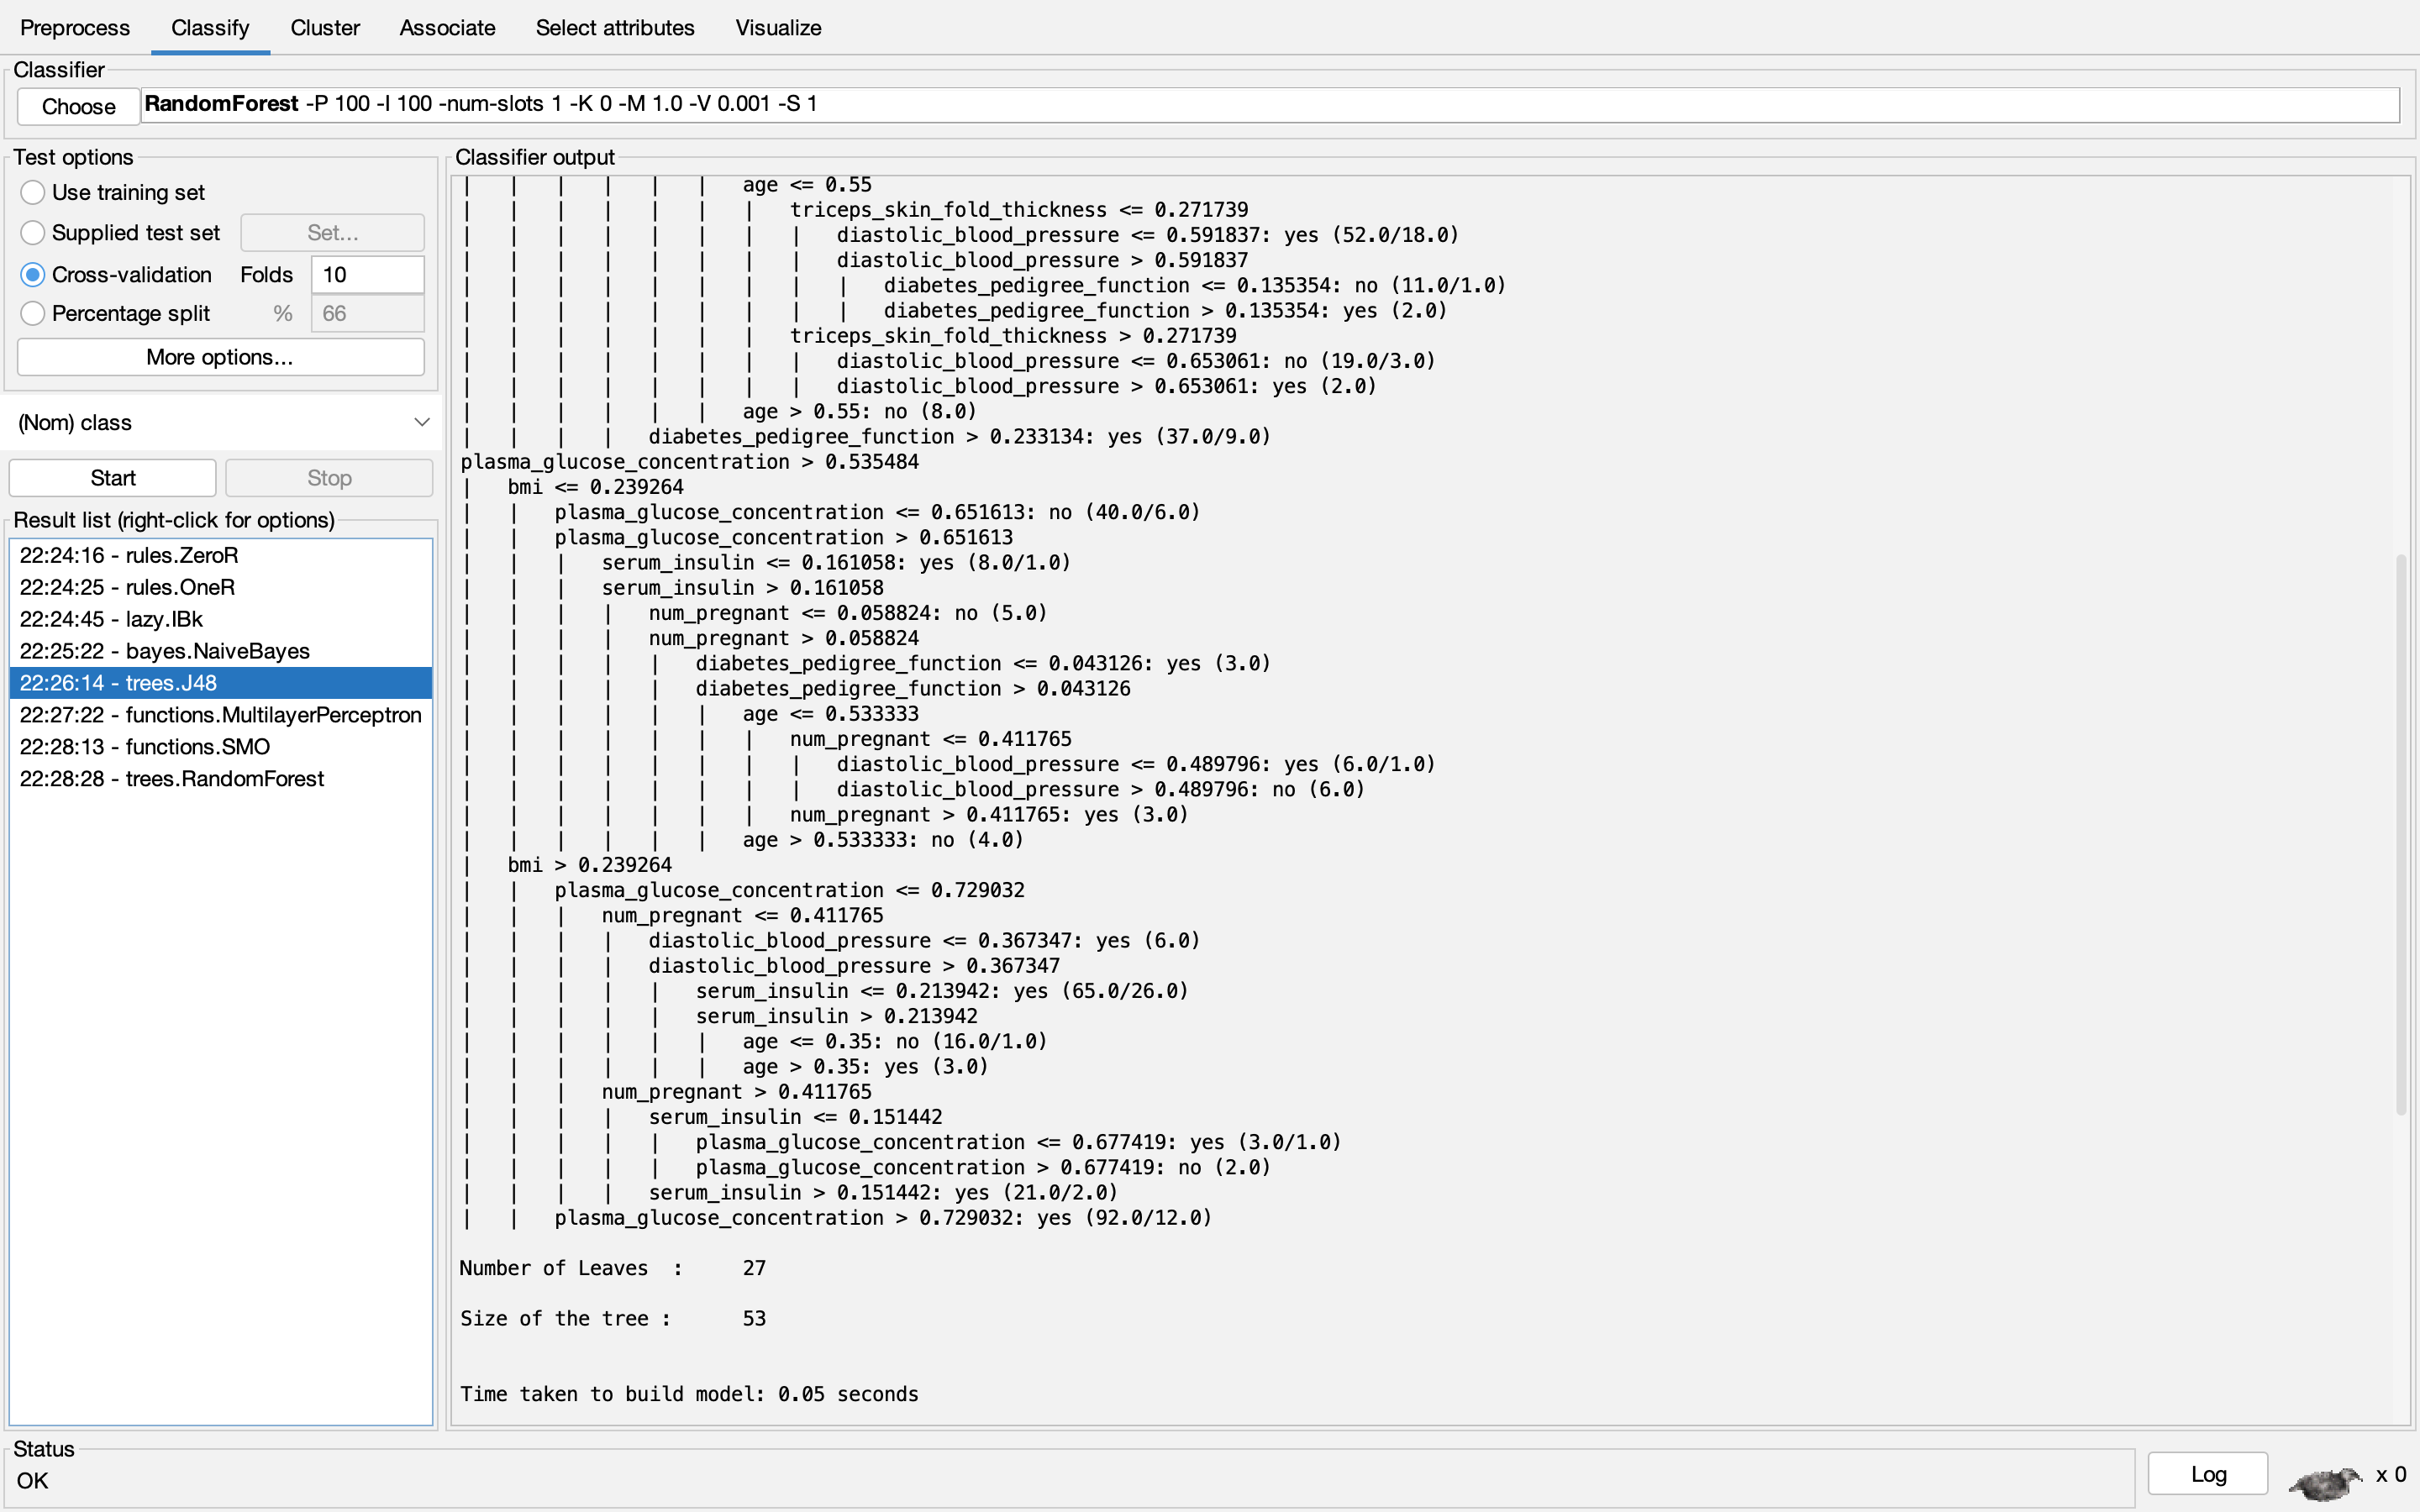 Preprocess Classify Cluster Associate Select attributes Visualize
Classifier
Choose RandomForest -P 100 -I 100 -num-slots 1 -K 0 -M 1.0 -V 0.001 -S 1
Test options
Use training set
Supplied test set Set...
Cross-validation Folds 10
Percentage split % 66
More options...
(Nom) class
Start Stop
Result list (right-click for options)
22:24:16 - rules.ZeroR
22:24:25 - rules.OneR
22:24:45 - lazy.IBk
22:25:22 - bayes.NaiveBayes
22:26:14 - trees.J48
22:27:22 - functions.MultilayerPerceptron
22:28:13 - functions.SMO
22:28:28 - trees.RandomForest
Classifier output
| | | | | | age <= 0.55
| | | | | | | triceps_skin_fold_thickness <= 0.271739
| | | | | | | | diastolic_blood_pressure <= 0.591837: yes (52.0/18.0)
| | | | | | | | diastolic_blood_pressure > 0.591837
| | | | | | | | | diabetes_pedigree_function <= 0.135354: no (11.0/1.0)
| | | | | | | | | diabetes_pedigree_function > 0.135354: yes (2.0)
| | | | | | | triceps_skin_fold_thickness > 0.271739
| | | | | | | | diastolic_blood_pressure <= 0.653061: no (19.0/3.0)
| | | | | | | | diastolic_blood_pressure > 0.653061: yes (2.0)
| | | | | | age > 0.55: no (8.0)
| | | | diabetes_pedigree_function > 0.233134: yes (37.0/9.0)
plasma_glucose_concentration > 0.535484
| bmi <= 0.239264
| | plasma_glucose_concentration <= 0.651613: no (40.0/6.0)
| | plasma_glucose_concentration > 0.651613
| | | serum_insulin <= 0.161058: yes (8.0/1.0)
| | | serum_insulin > 0.161058
| | | | num_pregnant <= 0.058824: no (5.0)
| | | | num_pregnant > 0.058824
| | | | | diabetes_pedigree_function <= 0.043126: yes (3.0)
| | | | | diabetes_pedigree_function > 0.043126
| | | | | | age <= 0.533333
| | | | | | | num_pregnant <= 0.411765
| | | | | | | | diastolic_blood_pressure <= 0.489796: yes (6.0/1.0)
| | | | | | | | diastolic_blood_pressure > 0.489796: no (6.0)
| | | | | | | num_pregnant > 0.411765: yes (3.0)
| | | | | | age > 0.533333: no (4.0)
| bmi > 0.239264
| | plasma_glucose_concentration <= 0.729032
| | | num_pregnant <= 0.411765
| | | | diastolic_blood_pressure <= 0.367347: yes (6.0)
| | | | diastolic_blood_pressure > 0.367347
| | | | | serum_insulin <= 0.213942: yes (65.0/26.0)
| | | | | serum_insulin > 0.213942
| | | | | | age <= 0.35: no (16.0/1.0)
| | | | | | age > 0.35: yes (3.0)
| | | num_pregnant > 0.411765
| | | | serum_insulin <= 0.151442
| | | | | plasma_glucose_concentration <= 0.677419: yes (3.0/1.0)
| | | | | plasma_glucose_concentration > 0.677419: no (2.0)
| | | | serum_insulin > 0.151442: yes (21.0/2.0)
| | plasma_glucose_concentration > 0.729032: yes (92.0/12.0)
Number of Leaves : 27
Size of the tree : 53
Time taken to build model: 0.05 seconds
Status
OK
Log x 0